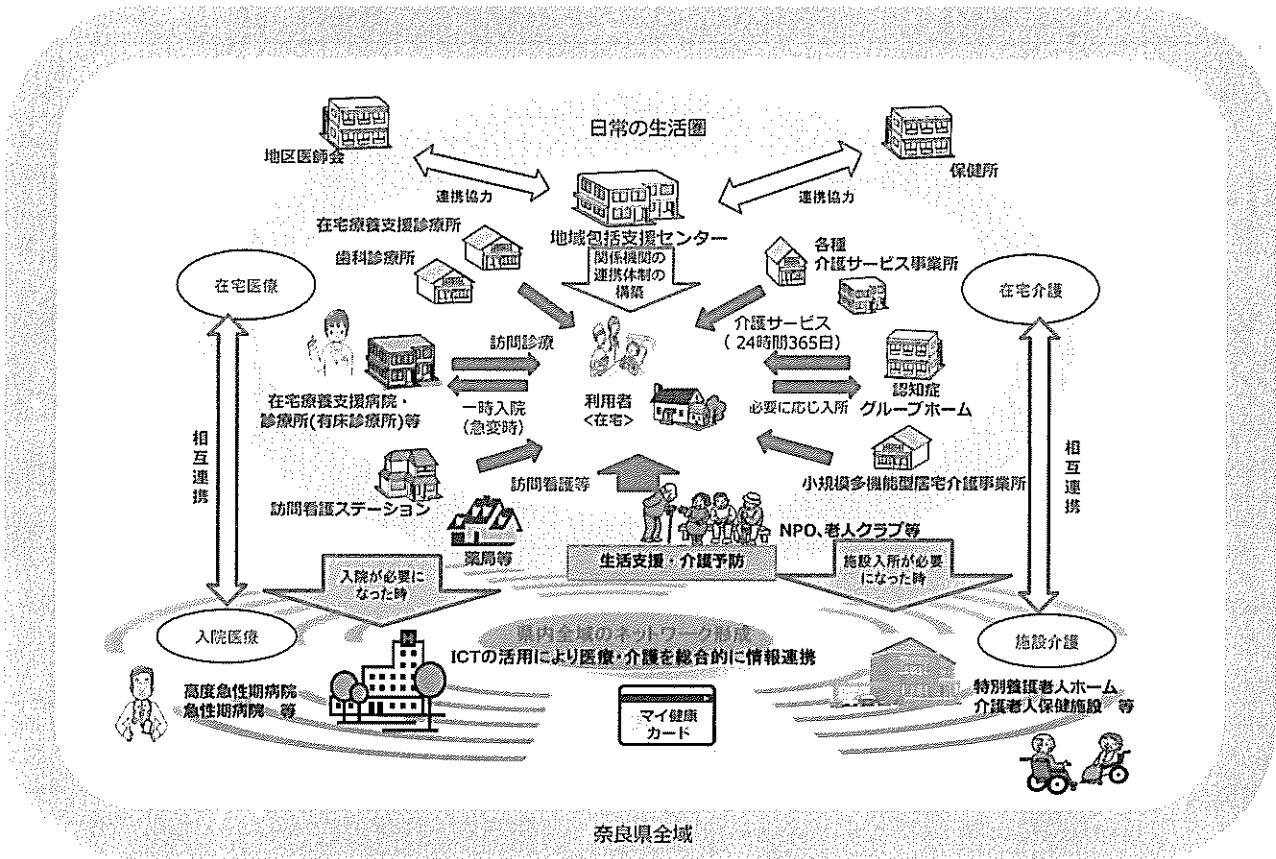 日常の生活圏
地区医師会
保健所
連携協力
連携協力
在宅療養支援診療所
地域包括支援センター
歯科診療所
関係機関の
連携体制の
構築
各種
介護サービス事業所
在宅医療
在宅介護
訪問診療
介護サービス
(24時間365日)
在宅療養支援病院・
診療所(有床診療所)等
一時入院
(急変時)
利用者
<在宅>
必要に応じ入所
認知症
グループホーム
相互連携
相互連携
訪問看護等
小規模多機能型居宅介護事業所
訪問看護ステーション
薬局等
NPO、老人クラブ等
生活支援・介護予防
入院が必要に
なった時
施設入所が必要
になった時
入院医療
県内全域のネットワーク形成
施設介護
ICTの活用により医療・介護を総合的に情報連携
H
高度急性期病院
急性期病院 等
マイ健康
カード
特別養護老人ホーム
介護老人保健施設 等
奈良県全域